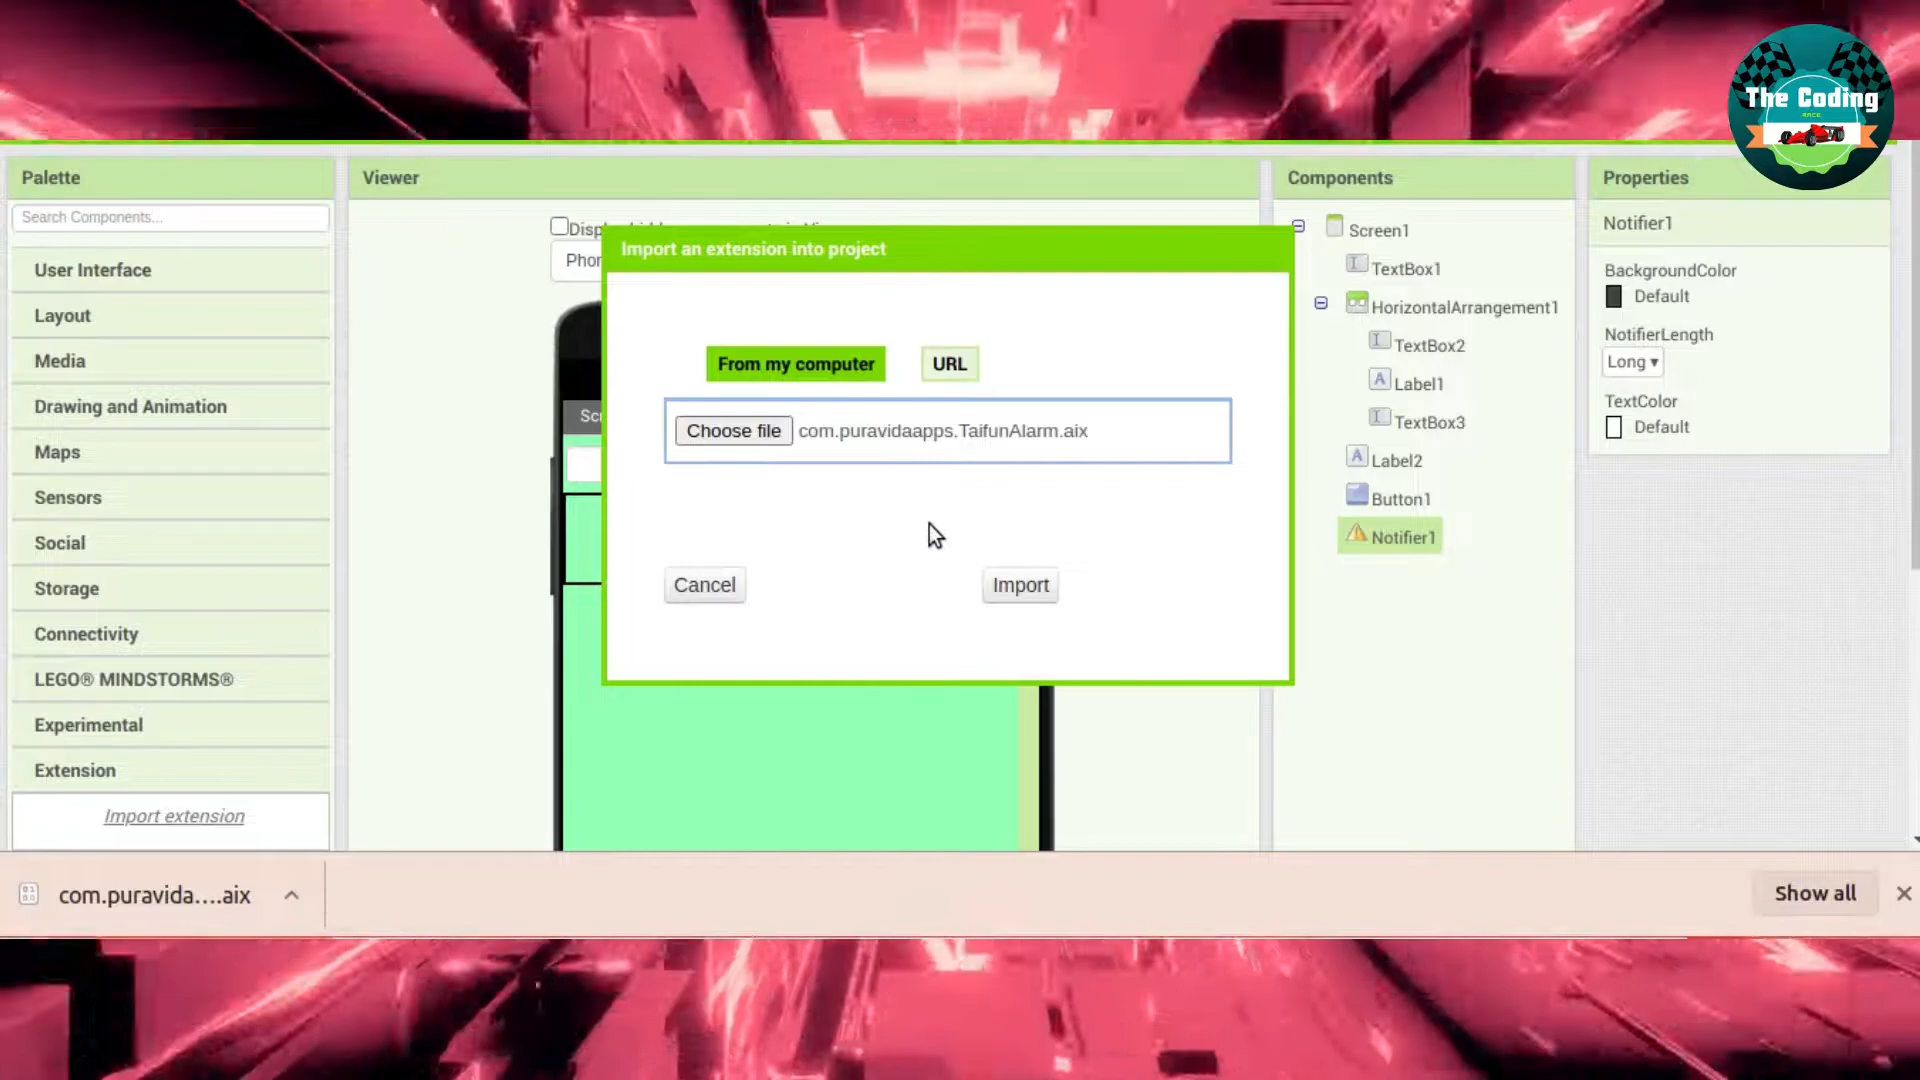 The Coding
RACE
Palette
Search Components...
User Interface
Layout
Media
Drawing and Animation
Maps
Sensors
Social
Storage
Connectivity
LEGO® MINDSTORMS®
Experimental
Extension
Import extension
Viewer
Phon
Scr
Import an extension into project
From my computer
URL
Choose file com.puravidaapps.TaifunAlarm.aix
Cancel
Import
Components
Screen1
TextBox1
HorizontalArrangement1
TextBox2
Label1
TextBox3
Label2
Button1
Notifier1
Properties
Notifier1
BackgroundColor
Default
NotifierLength
Long
TextColor
Default
com.puravida....aix
Show all